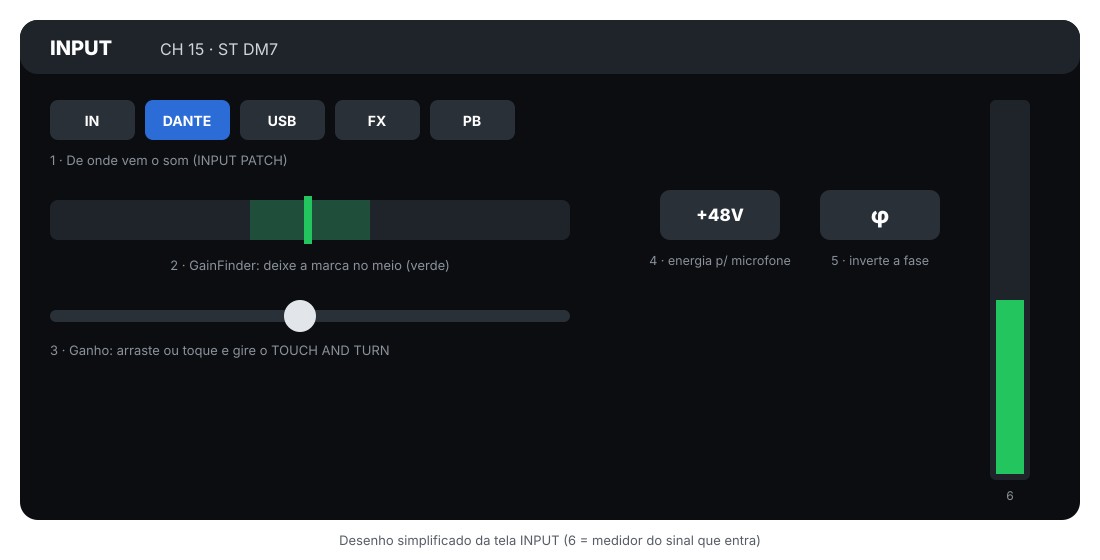 INPUT CH 15 · ST DM7
IN DANTE USB FX PB
1 · De onde vem o som (INPUT PATCH)
+48V φ
2 · GainFinder: deixe a marca no meio (verde)
4 · energia p/ microfone 5 · inverte a fase
3 · Ganho: arraste ou toque e gire o TOUCH AND TURN
6
Desenho simplificado da tela INPUT (6 = medidor do sinal que entra)